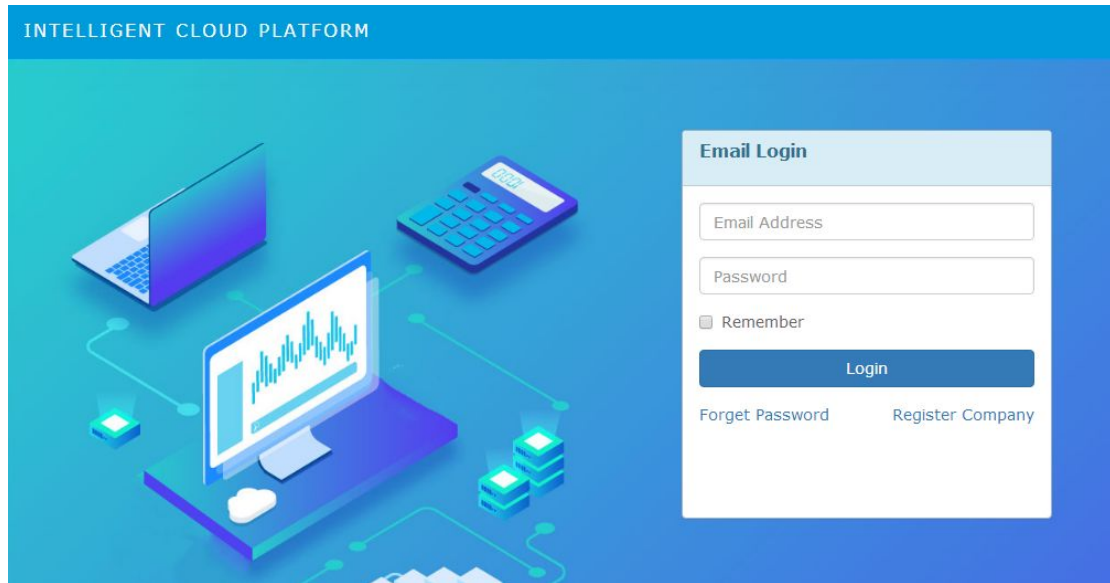 INTELLIGENT CLOUD PLATFORM
Email Login
Email Address
Password
Remember
Login
Forget Password Register Company